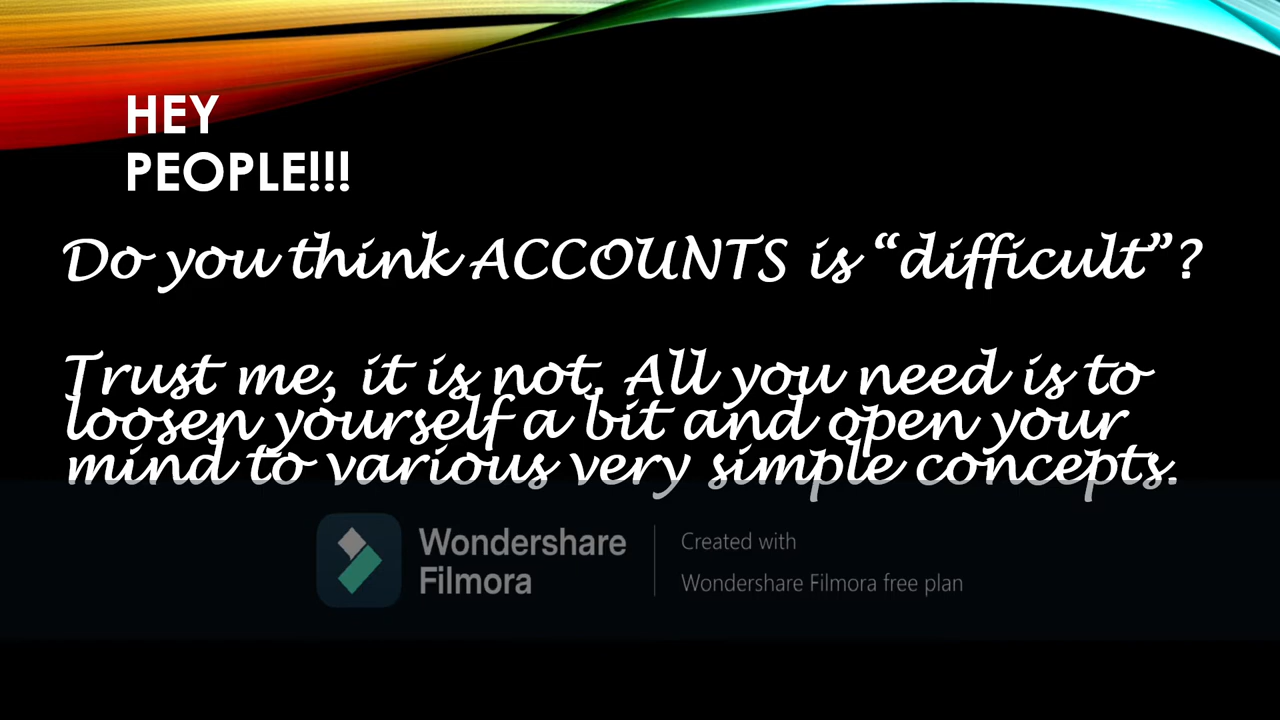 HEY
PEOPLE!!!
Do you think ACCOUNTS is “difficult”?
Trust me, it is not. All you need is to
loosen yourself a bit and open your
mind to various very simple concepts.
Wondershare
Filmora
Created with
Wondershare Filmora free plan